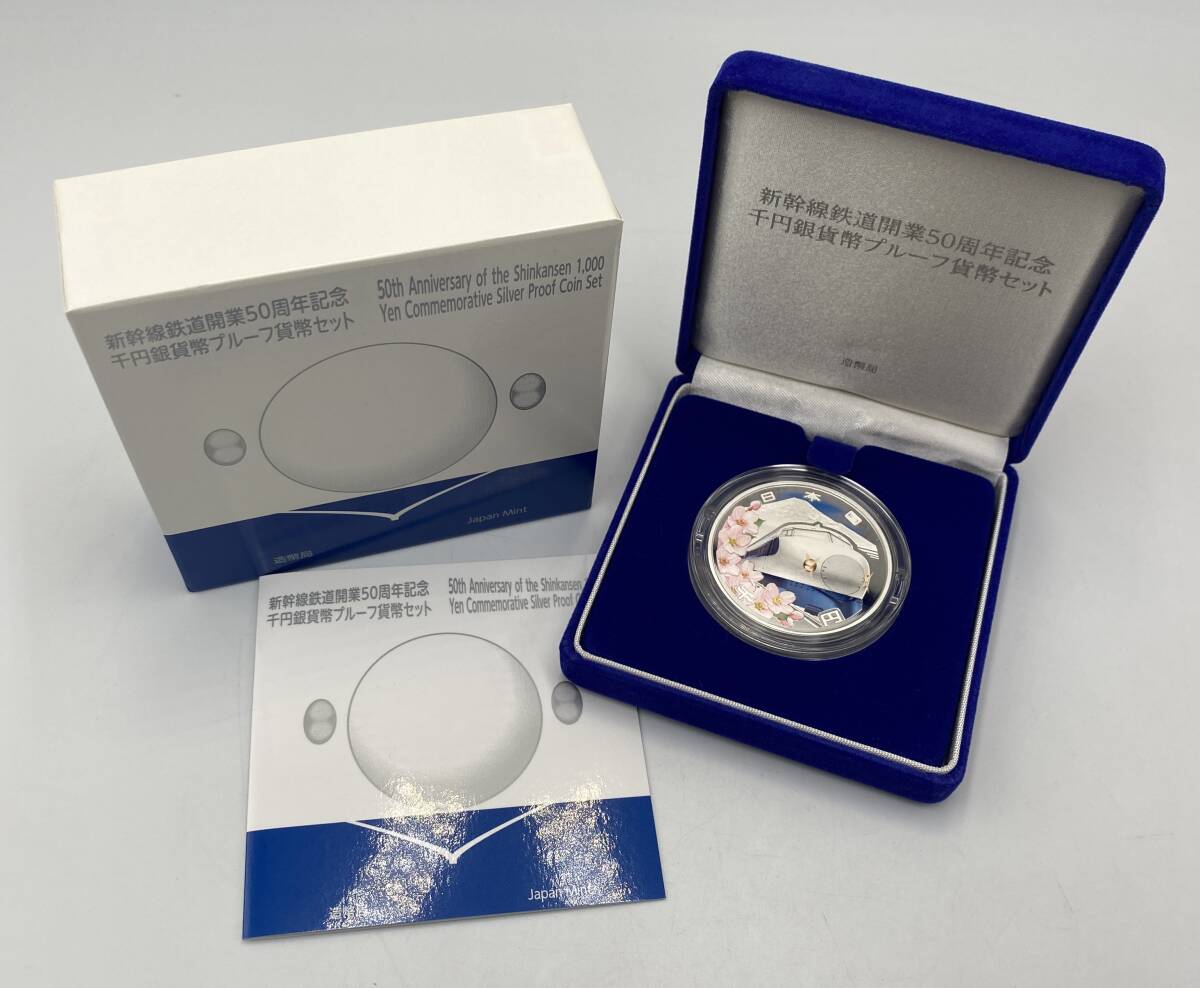 新幹線鉄道開業50周年記念
千円銀貨幣プルーフ貨幣セット
50th Anniversary of the Shinkansen 1,000
Yen Commemorative Silver Proof Coin Set
Japan Mint
造幣局
新幹線鉄道開業50周年記念
千円銀貨幣プルーフ貨幣セット
造幣局
日本国
千円
新幹線鉄道開業50周年記念
千円銀貨幣プルーフ貨幣セット
50th Anniversary of the Shinkansen
Yen Commemorative Silver Proof
Japan Mint
造幣局